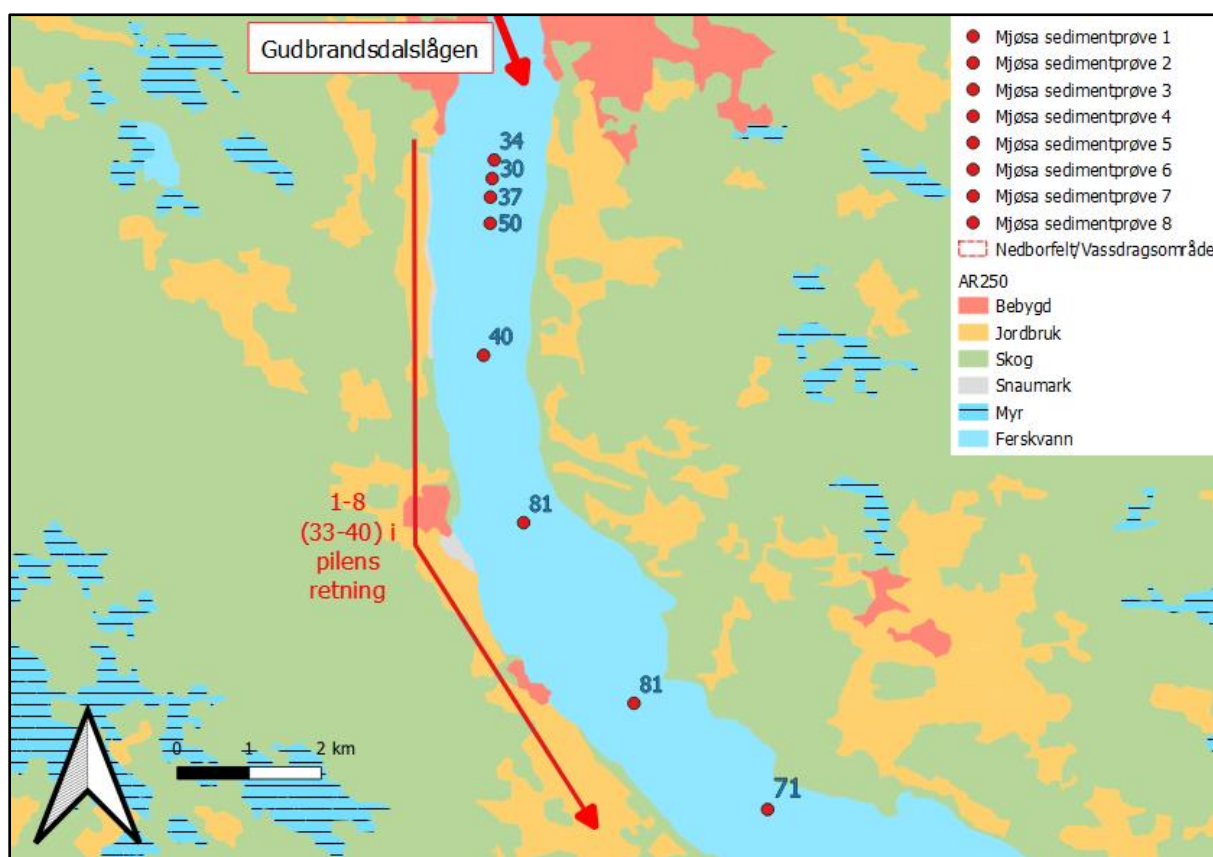 Gudbrandsdalslågen
34
30
37
50
40
81
81
71
1-8
(33-40) i
pilens
retning
0 1 2 km
Mjøsa sedimentprøve 1
Mjøsa sedimentprøve 2
Mjøsa sedimentprøve 3
Mjøsa sedimentprøve 4
Mjøsa sedimentprøve 5
Mjøsa sedimentprøve 6
Mjøsa sedimentprøve 7
Mjøsa sedimentprøve 8
Nedborfelt/Vassdragsområde
AR250
Bebygd
Jordbruk
Skog
Snaumark
Myr
Ferskvann